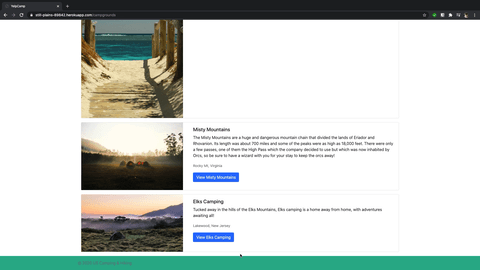 YelpCamp
still-plains-89842.herokuapp.com/campgrounds
Misty Mountains
The Misty Mountains are a huge and dangerous mountain chain that divided the lands of Eriador and
Rhovanion. Its length was about 700 miles and some of the peaks were as high as 18,000 feet. There were only
a few passes, one of them the High Pass which the company decided to use but which was now inhabited by
Orcs, so be sure to have a wizard with you for your stay to keep the orcs away!
Rocky Mt, Virginia
View Misty Mountains
Elks Camping
Tucked away in the hills of the Elks Mountains, Elks camping is a home away from home, with adventures
awaiting all!
Lakewood, New Jersey
View Elks Camping